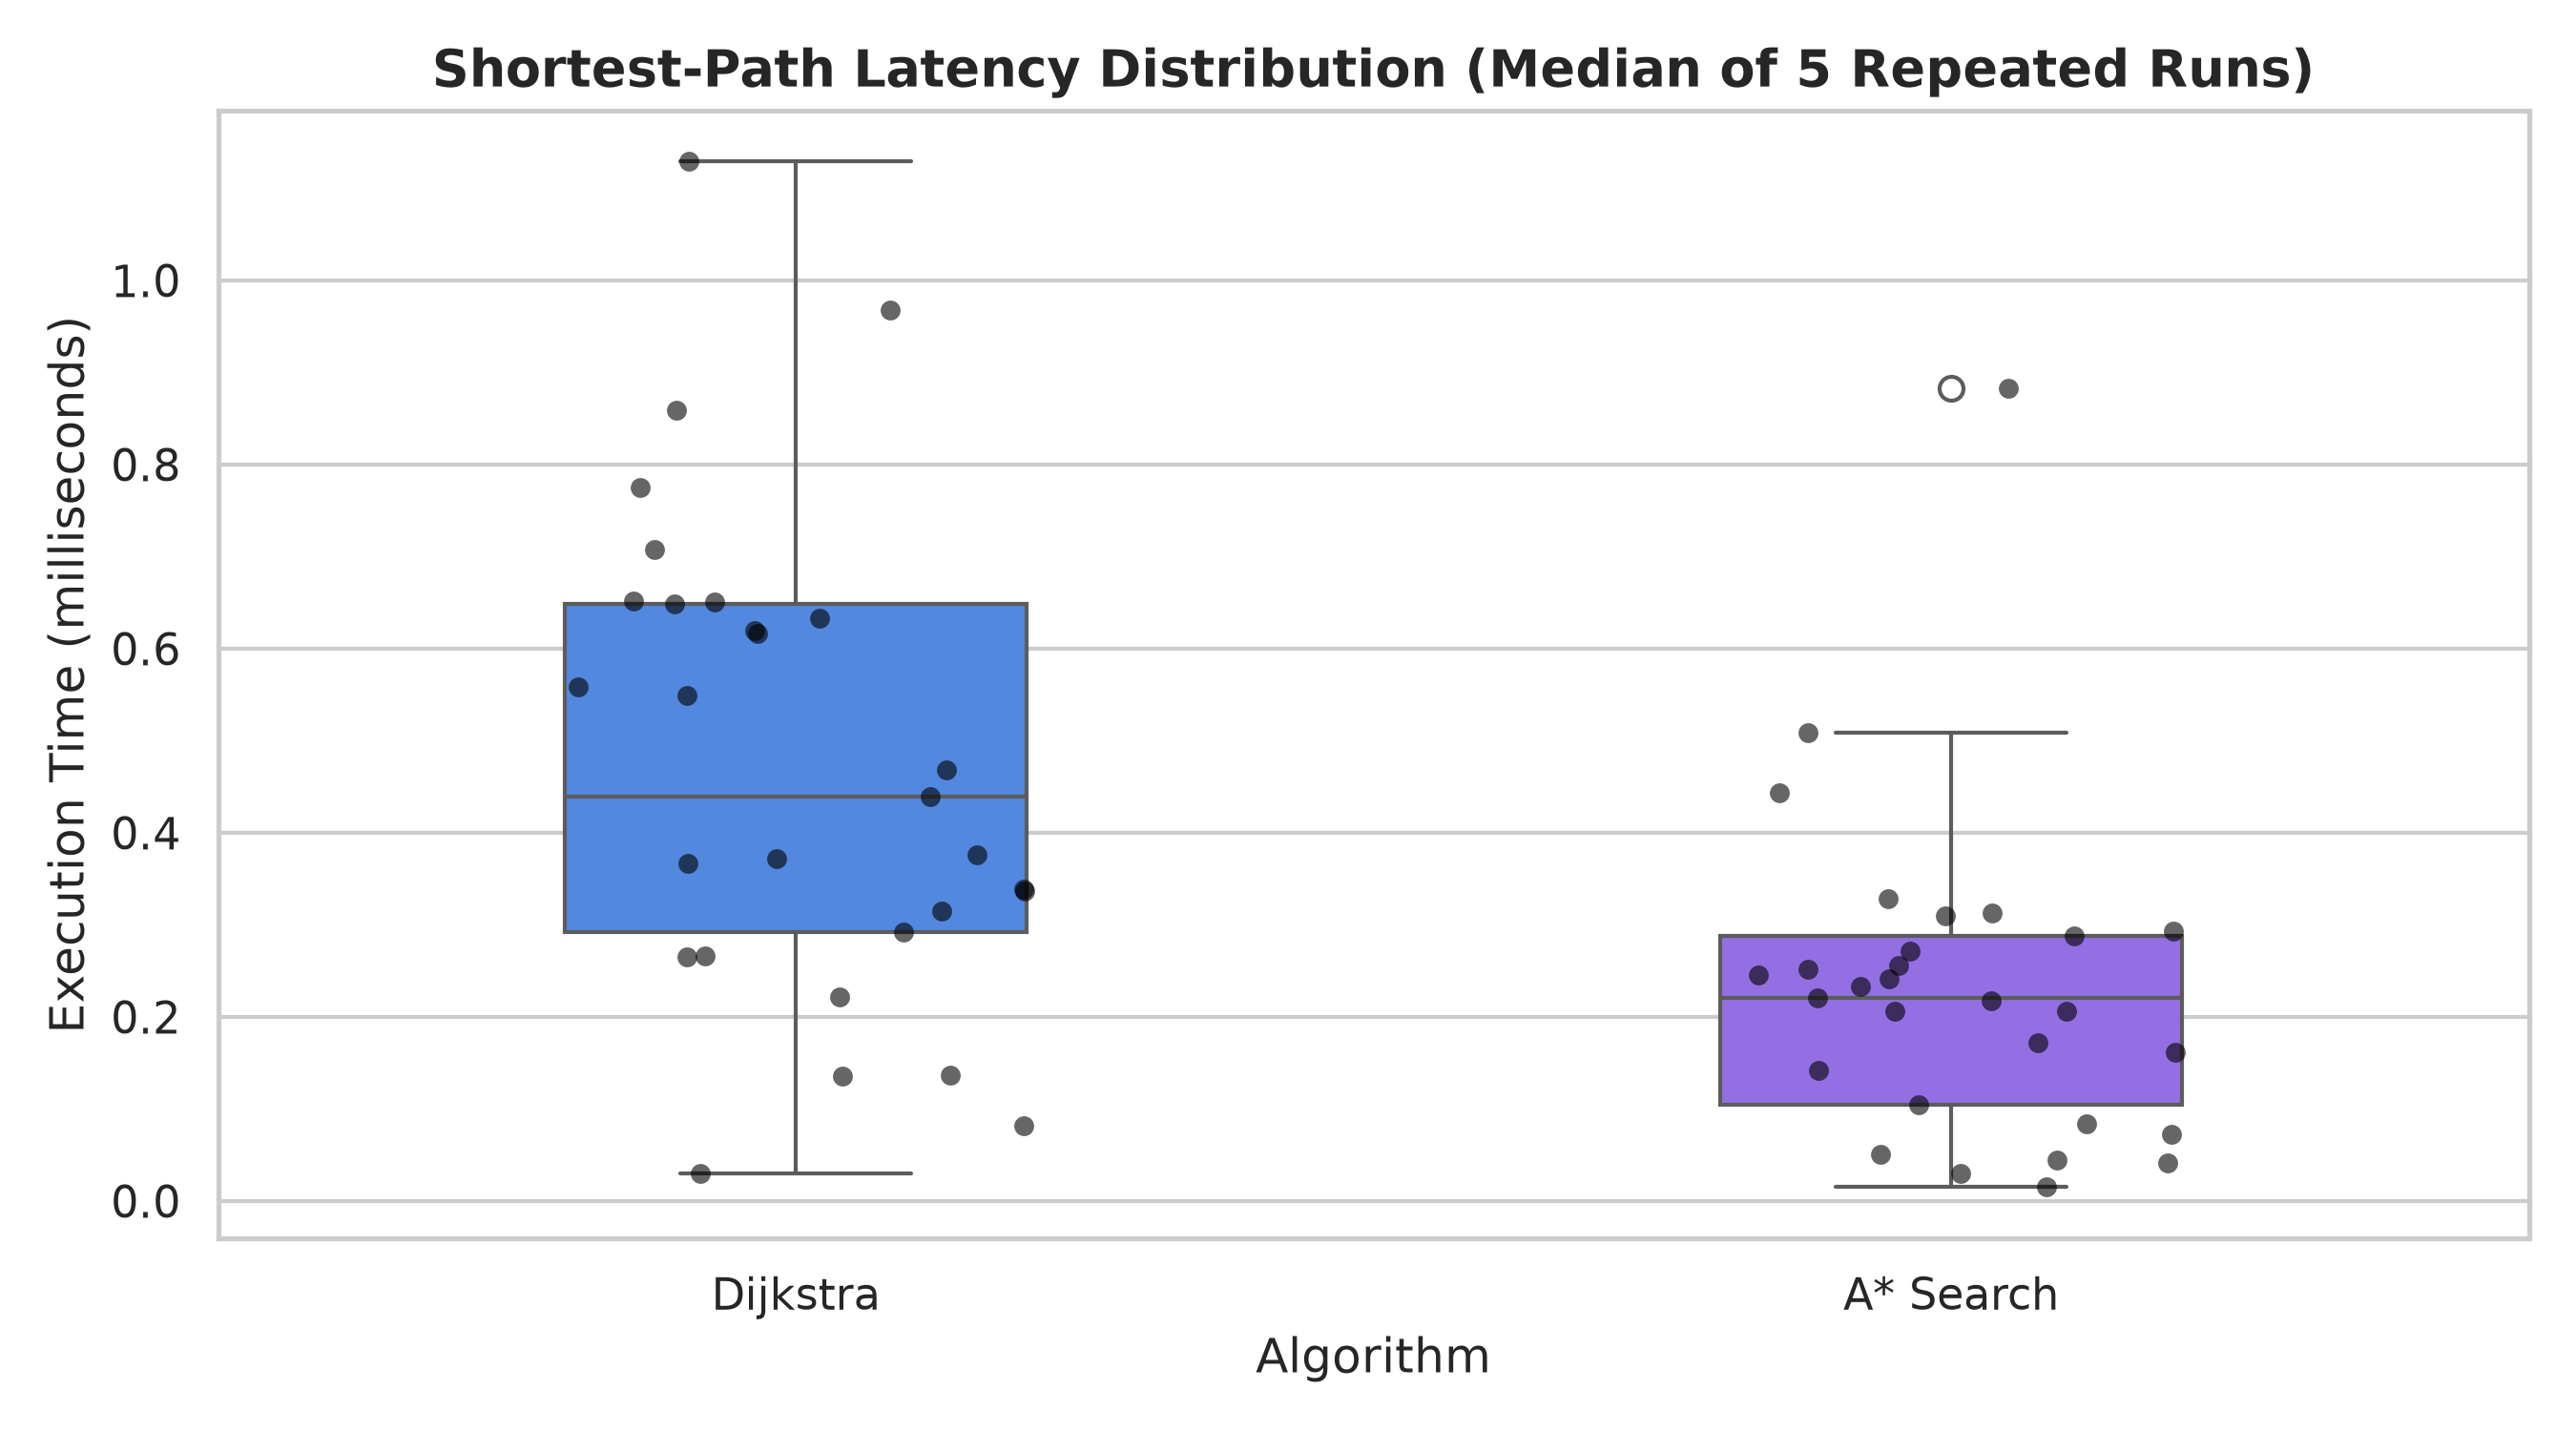 Shortest-Path Latency Distribution (Median of 5 Repeated Runs)
Execution Time (milliseconds)
1.0
0.8
0.6
0.4
0.2
0.0
Dijkstra
A* Search
Algorithm